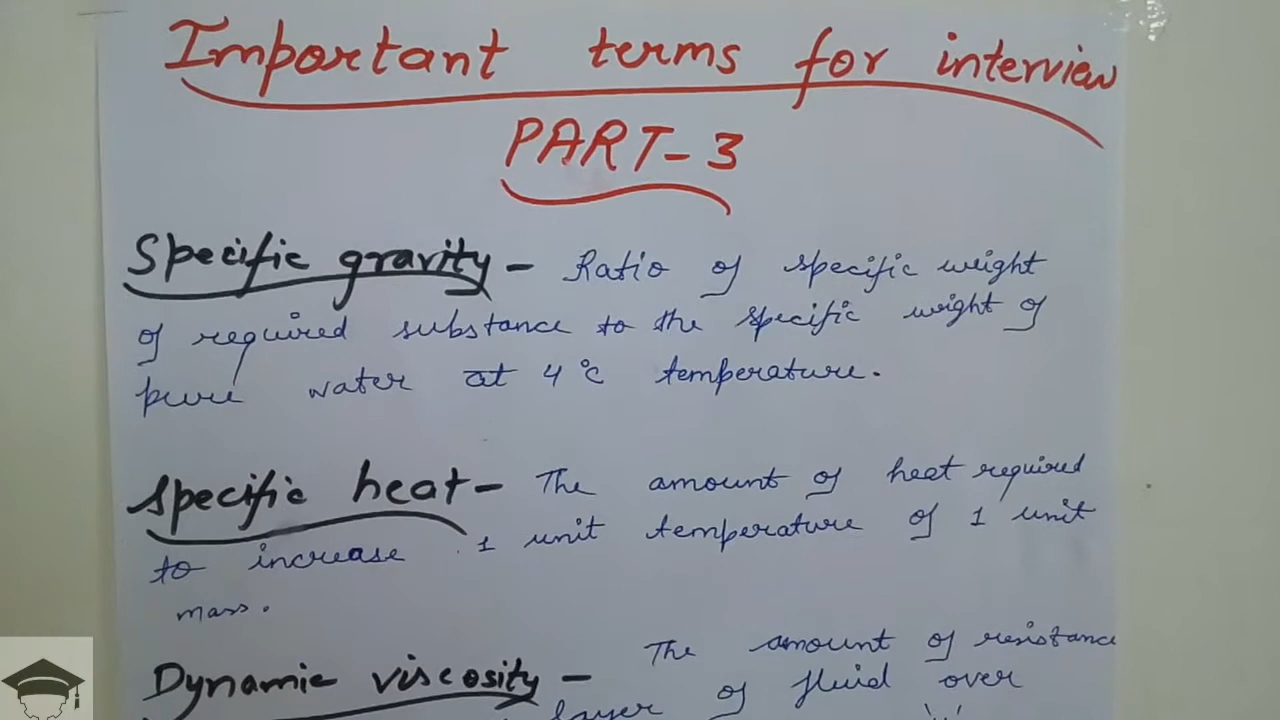 Important terms for interview
PART-3
Specific gravity - Ratio of specific weight
of required substance to the specific weight of
pure water at 4°c temperature.
Specific heat - The amount of heat required
to increase 1 unit temperature of 1 unit
mass.
Dynamic viscosity - The amount of resistance
layer of fluid over